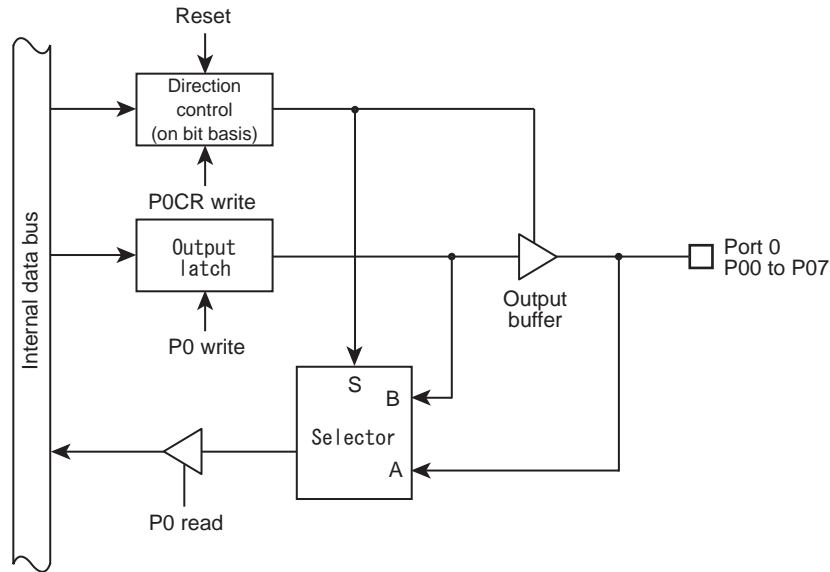 Reset
Direction
control
(on bit basis)
P0CR write
Internal data bus
Output
latch
P0 write
Output
buffer
Port 0
P00 to P07
S
B
Selector
A
P0 read